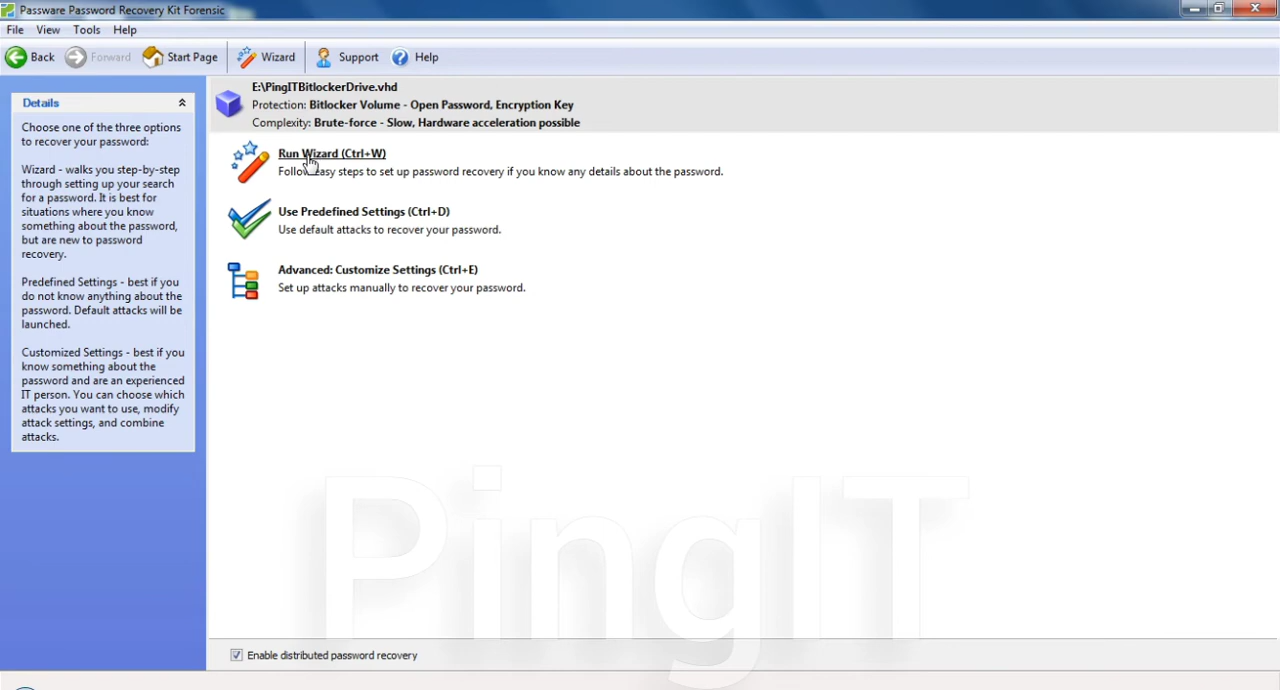 Passware Password Recovery Kit Forensic
File View Tools Help
Back Forward Start Page Wizard Support Help
Details
Choose one of the three options
to recover your password:
Wizard - walks you step-by-step
through setting up your search
for a password. It is best for
situations where you know
something about the password,
but are new to password
recovery.
Predefined Settings - best if you
do not know anything about the
password. Default attacks will be
launched.
Customized Settings - best if you
know something about the
password and are an experienced
IT person. You can choose which
attacks you want to use, modify
attack settings, and combine
attacks.
E:\PingITBitlockerDrive.vhd
Protection: Bitlocker Volume - Open Password, Encryption Key
Complexity: Brute-force - Slow, Hardware acceleration possible
Run Wizard (Ctrl+W)
Follow easy steps to set up password recovery if you know any details about the password.
Use Predefined Settings (Ctrl+D)
Use default attacks to recover your password.
Advanced: Customize Settings (Ctrl+E)
Set up attacks manually to recover your password.
PingIT
Enable distributed password recovery